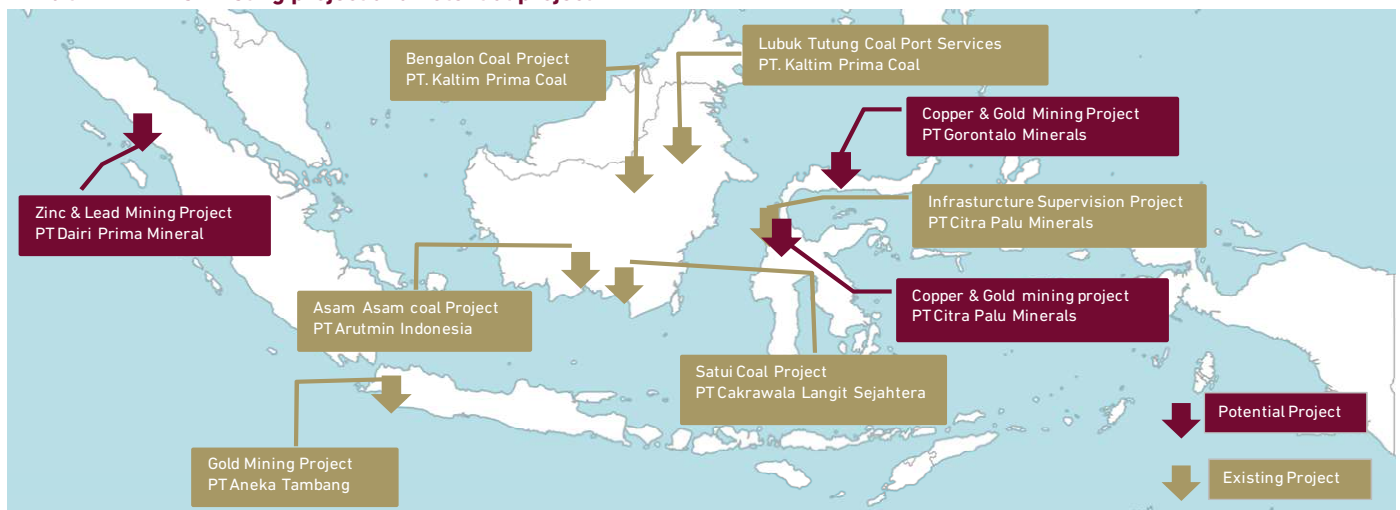 Bengalon Coal Project
PT. Kaltim Prima Coal
Lubuk Tutung Coal Port Services
PT. Kaltim Prima Coal
Copper & Gold Mining Project
PT Gorontalo Minerals
Zinc & Lead Mining Project
PT Dairi Prima Mineral
Infrasturcture Supervision Project
PT Citra Palu Minerals
Asam Asam coal Project
PT Arutmin Indonesia
Copper & Gold mining project
PT Citra Palu Minerals
Satui Coal Project
PT Cakrawala Langit Sejahtera
Gold Mining Project
PT Aneka Tambang
Potential Project
Existing Project